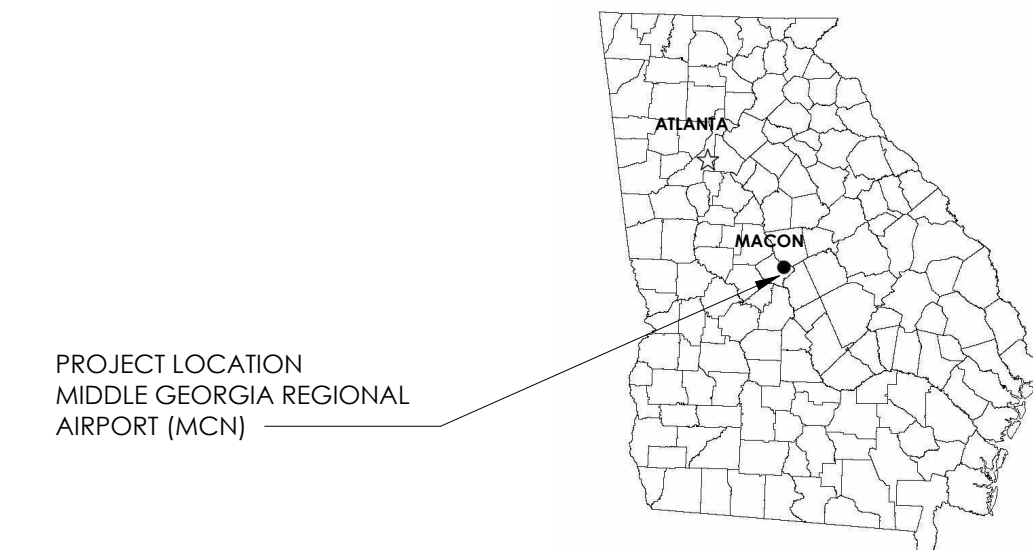 ATLANTA
MACON
PROJECT LOCATION
MIDDLE GEORGIA REGIONAL
AIRPORT (MCN)